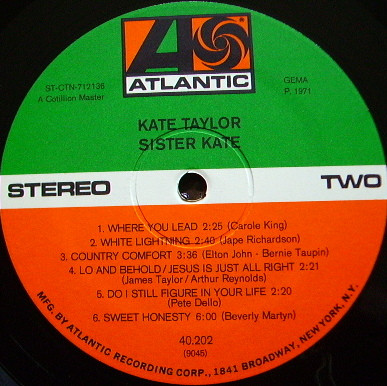 ATLANTIC
ST-CTN-712136
A Cotillion Master
GEMA
P. 1971
KATE TAYLOR
SISTER KATE
STEREO
TWO
1. WHERE YOU LEAD 2:25 (Carole King)
2. WHITE LIGHTNING 2:40 (Jape Richardson)
3. COUNTRY COMFORT 3:36 (Elton John - Bernie Taupin)
4. LO AND BEHOLD/JESUS IS JUST ALL RIGHT 2:21
(James Taylor/Arthur Reynolds)
5. DO I STILL FIGURE IN YOUR LIFE 2:20
(Pete Dello)
6. SWEET HONESTY 6:00 (Beverly Martyn)
40.202
(9045)
MFG. BY ATLANTIC RECORDING CORP., 1841 BROADWAY, NEW YORK, N.Y.